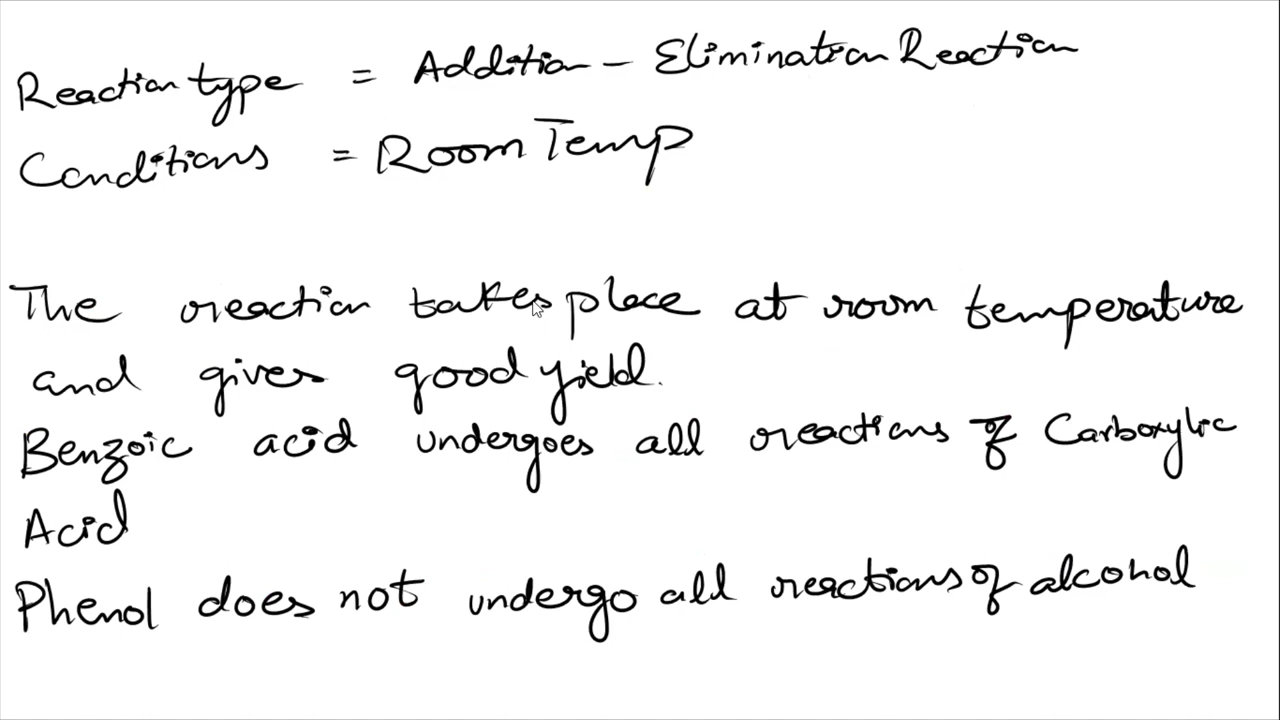 Reaction type = Addition - Elimination Reaction
Conditions = Room Temp
The reaction takes place at room temperature
and gives good yield.
Benzoic acid undergoes all reactions of Carboxylic
Acid
Phenol does not undergo all reactions of alcohol